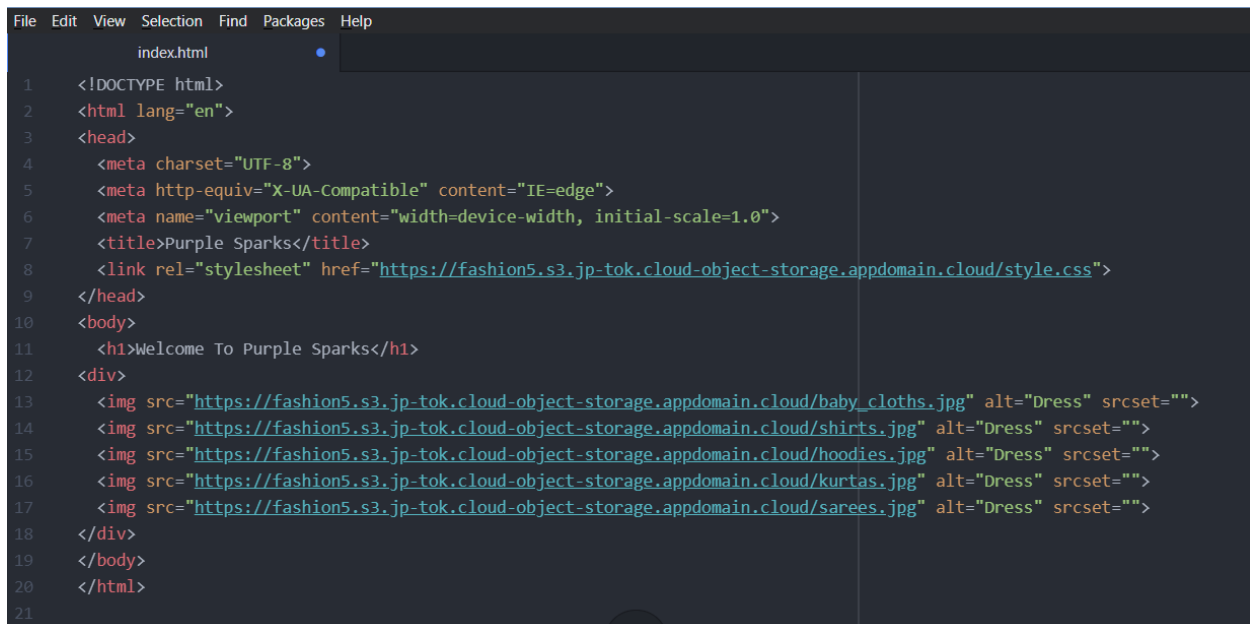 File Edit View Selection Find Packages Help
index.html
1 <!DOCTYPE html>
2 <html lang="en">
3 <head>
4 <meta charset="UTF-8">
5 <meta http-equiv="X-UA-Compatible" content="IE=edge">
6 <meta name="viewport" content="width=device-width, initial-scale=1.0">
7 <title>Purple Sparks</title>
8 <link rel="stylesheet" href="https://fashion5.s3.jp-tok.cloud-object-storage.appdomain.cloud/style.css">
9 </head>
10 <body>
11 <h1>Welcome To Purple Sparks</h1>
12 <div>
13 <img src="https://fashion5.s3.jp-tok.cloud-object-storage.appdomain.cloud/baby_cloths.jpg" alt="Dress" srcset="">
14 <img src="https://fashion5.s3.jp-tok.cloud-object-storage.appdomain.cloud/shirts.jpg" alt="Dress" srcset="">
15 <img src="https://fashion5.s3.jp-tok.cloud-object-storage.appdomain.cloud/hoodies.jpg" alt="Dress" srcset="">
16 <img src="https://fashion5.s3.jp-tok.cloud-object-storage.appdomain.cloud/kurtas.jpg" alt="Dress" srcset="">
17 <img src="https://fashion5.s3.jp-tok.cloud-object-storage.appdomain.cloud/sarees.jpg" alt="Dress" srcset="">
18 </div>
19 </body>
20 </html>
21